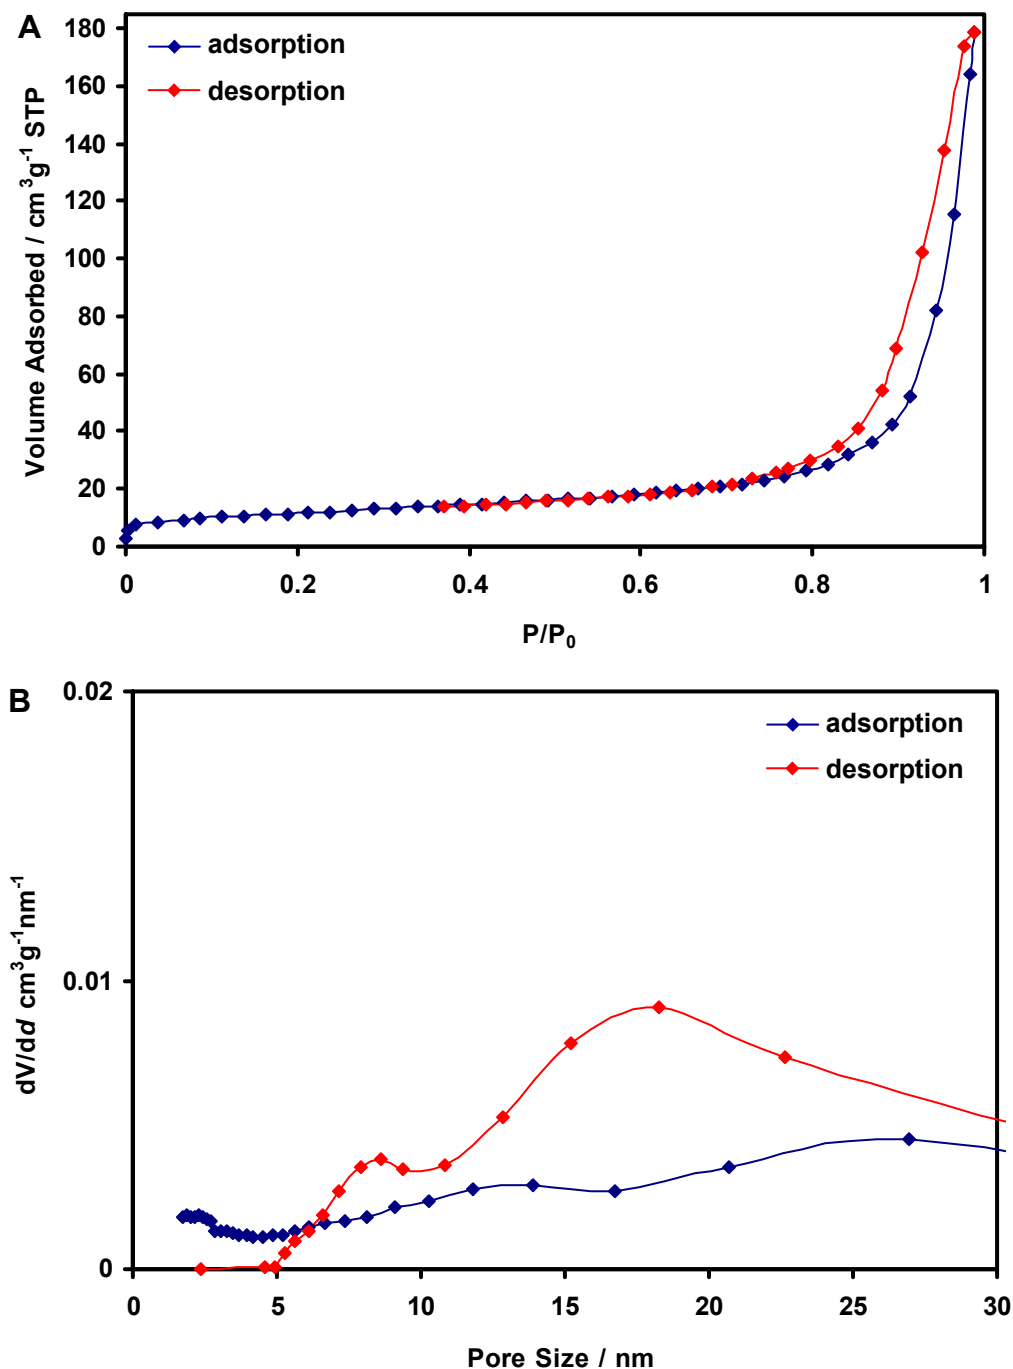 A
adsorption
desorption
Volume Adsorbed / cm³g⁻¹ STP
180
160
140
120
100
80
60
40
20
0
0 0.2 0.4 0.6 0.8 1
P/P₀
B
adsorption
desorption
dV/dd cm³g⁻¹nm⁻¹
0.02
0.01
0
0 5 10 15 20 25 30
Pore Size / nm